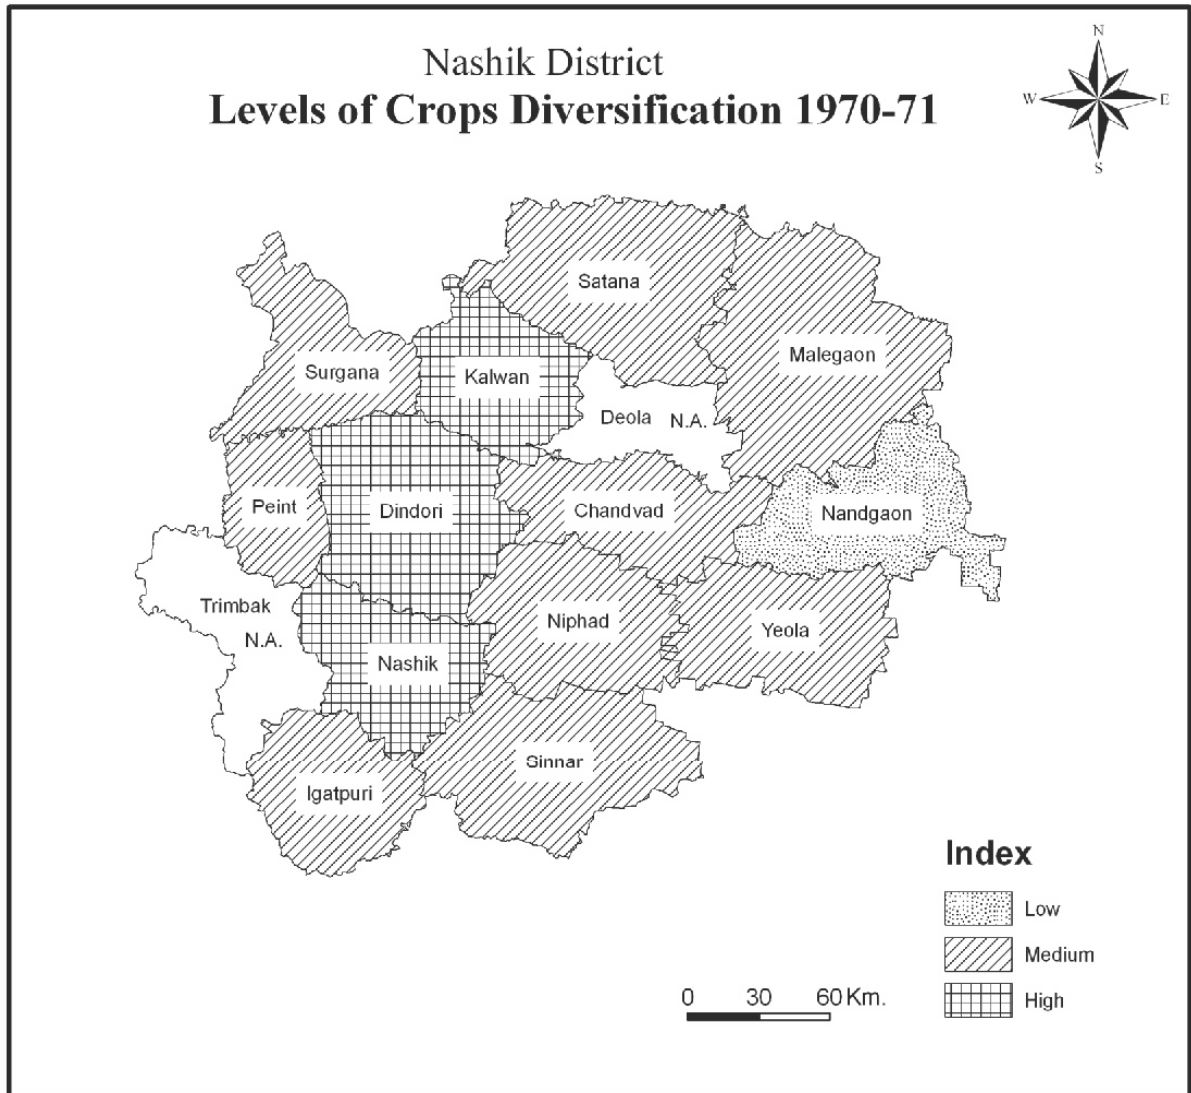 Nashik District
Levels of Crops Diversification 1970-71
N
W
E
S
Satana
Malegaon
Surgana
Kalwan
Deola N.A.
Peint
Dindori
Chandvad
Nandgaon
Trimbak
N.A.
Niphad
Yeola
Nashik
Sinnar
Igatpuri
Index
Low
Medium
High
0 30 60 Km.